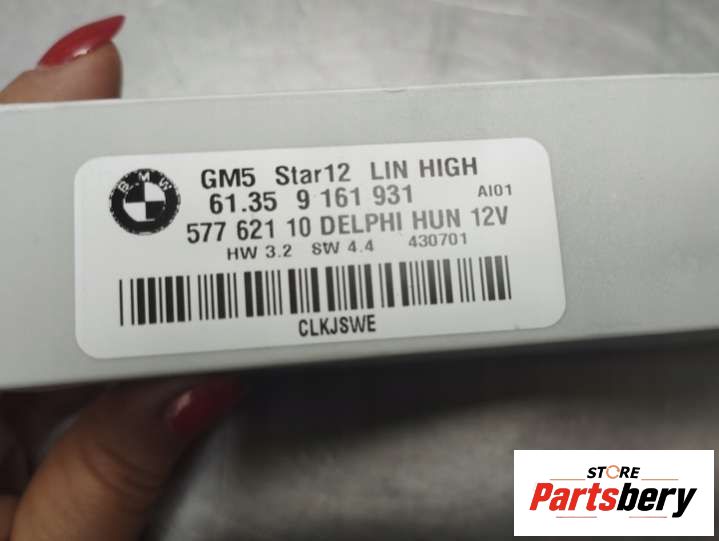 BMW
GM5 Star12 LIN HIGH
61.35 9 161 931 AI01
577 621 10 DELPHI HUN 12V
HW 3.2 SW 4.4 430701
CLKJSWE
STORE
Partsbery